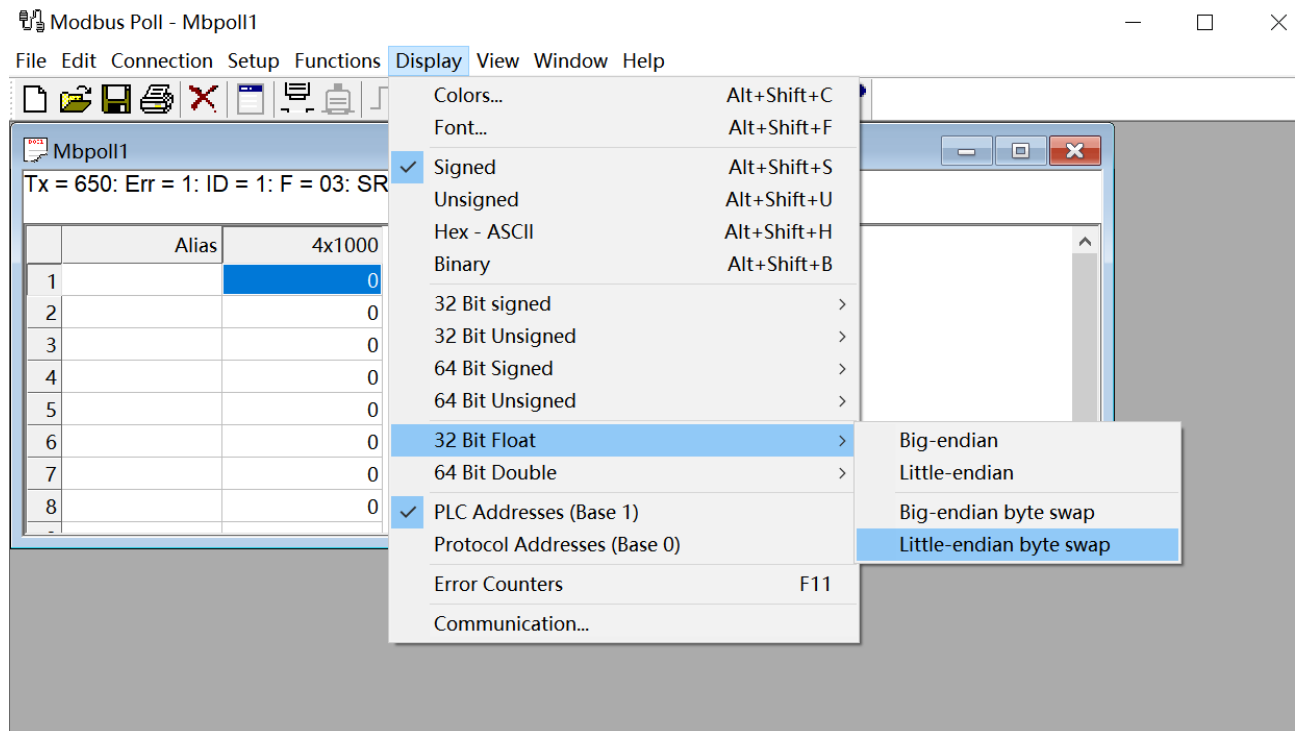 Modbus Poll - Mbpoll1
File Edit Connection Setup Functions Display View Window Help
Mbpoll1
Tx = 650: Err = 1: ID = 1: F = 03: SR
Alias 4x1000
1 0
2 0
3 0
4 0
5 0
6 0
7 0
8 0
Colors... Alt+Shift+C
Font... Alt+Shift+F
Signed Alt+Shift+S
Unsigned Alt+Shift+U
Hex - ASCII Alt+Shift+H
Binary Alt+Shift+B
32 Bit signed
32 Bit Unsigned
64 Bit Signed
64 Bit Unsigned
32 Bit Float
64 Bit Double
PLC Addresses (Base 1)
Protocol Addresses (Base 0)
Error Counters F11
Communication...
Big-endian
Little-endian
Big-endian byte swap
Little-endian byte swap